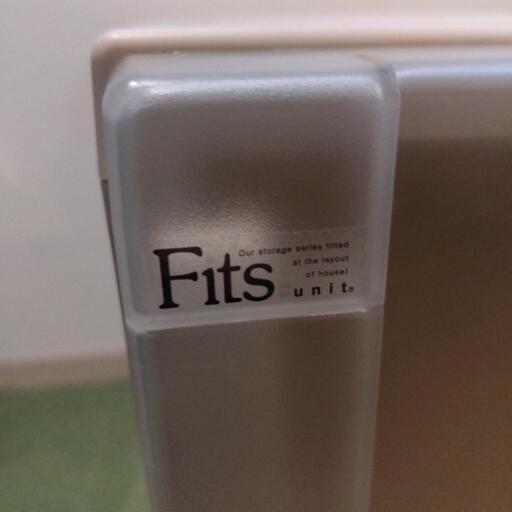 Our storage series fitted
at the layout
of house!
Fits unit®